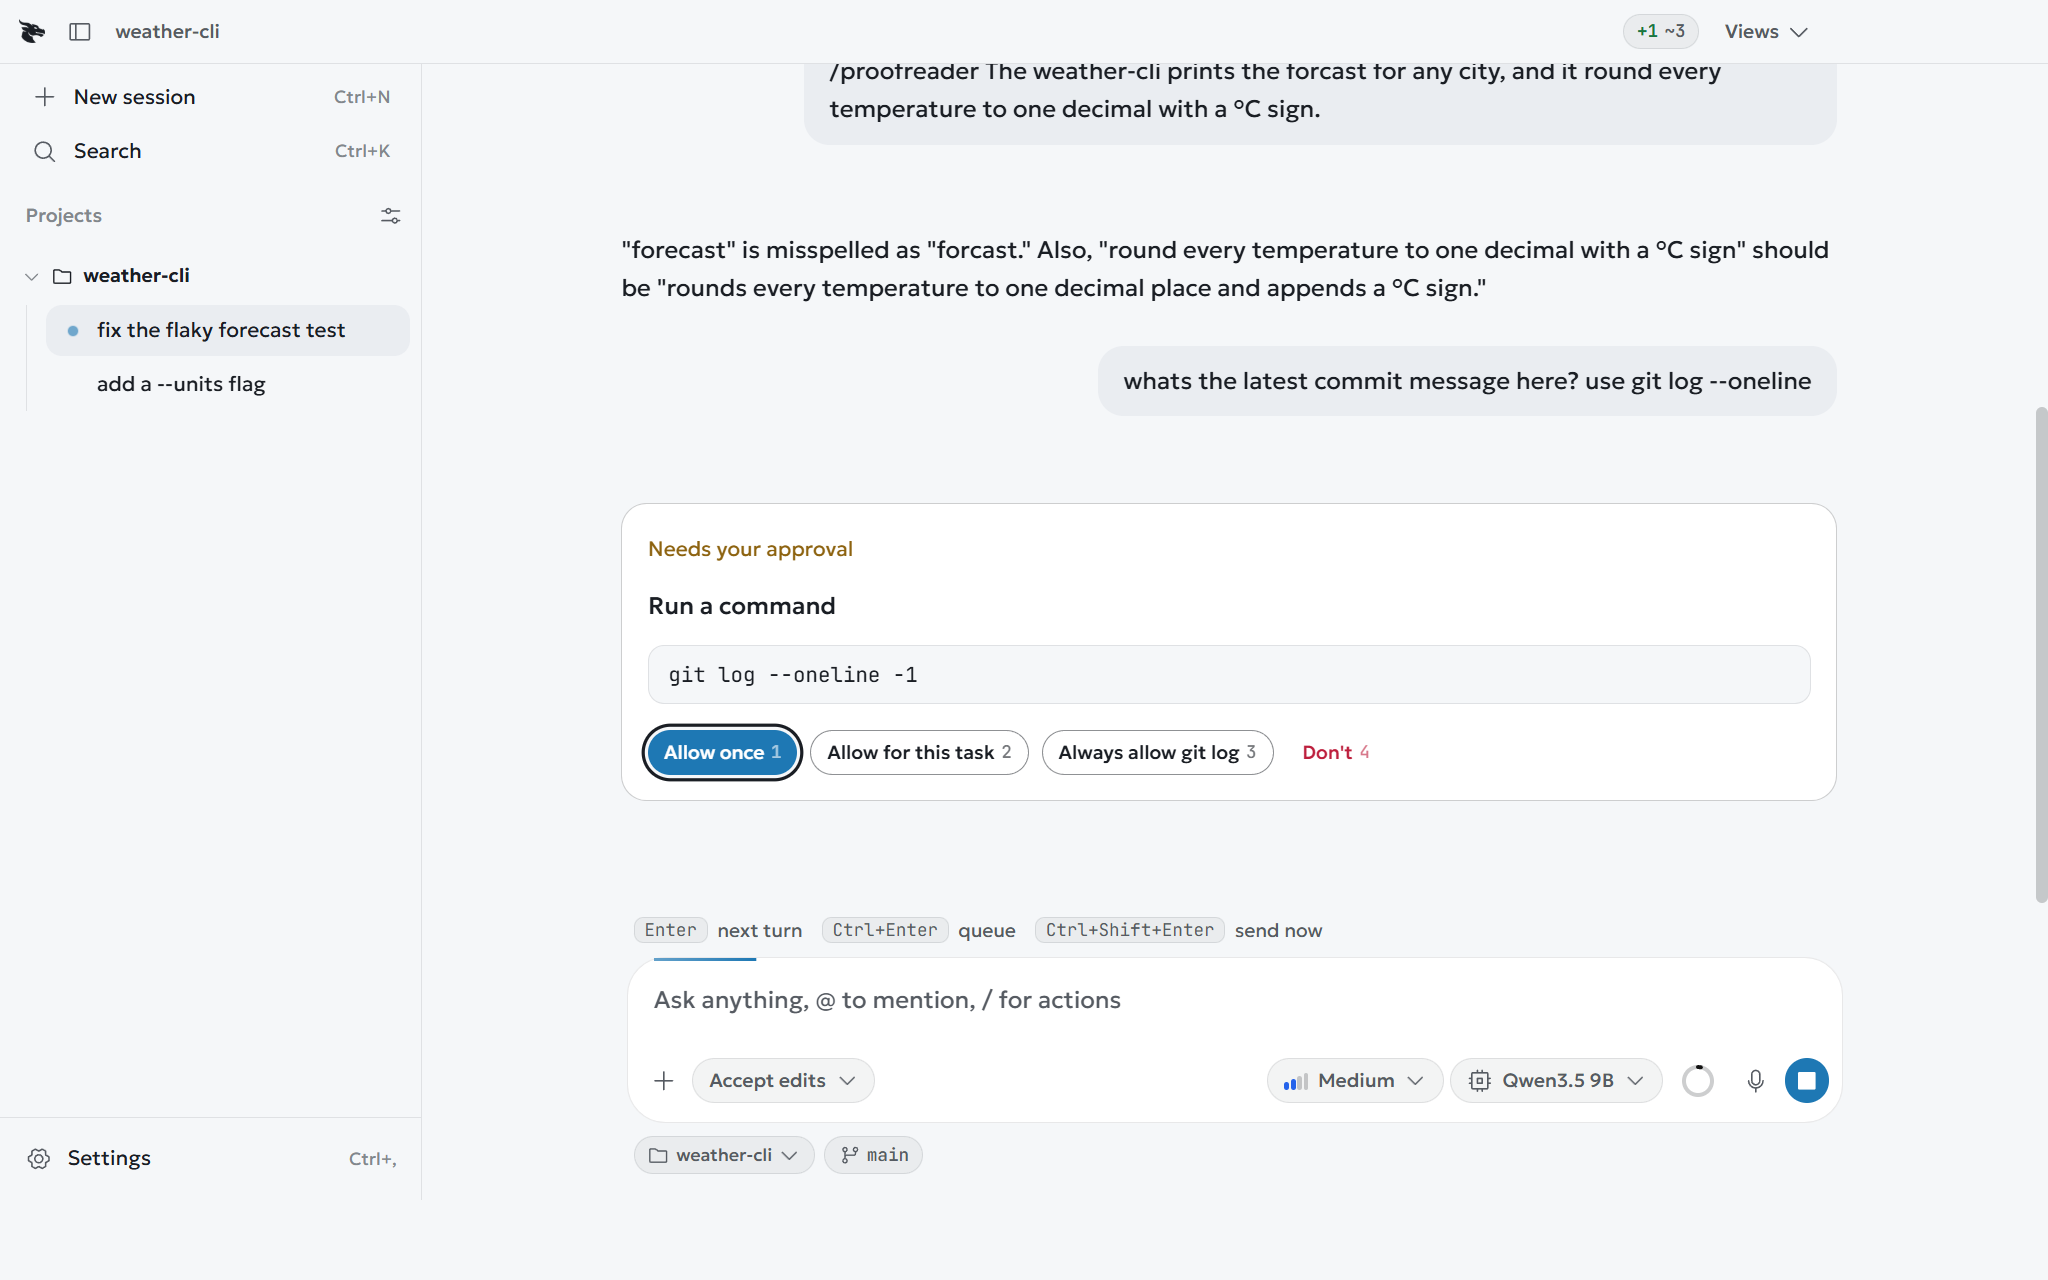 weather-cli
+1 ~3
Views
New session
Ctrl+N
Search
Ctrl+K
Projects
weather-cli
fix the flaky forecast test
add a --units flag
Settings
Ctrl+,
/proofreader The weather-cli prints the forcast for any city, and it round every
temperature to one decimal with a °C sign.
"forecast" is misspelled as "forcast." Also, "round every temperature to one decimal with a °C sign" should
be "rounds every temperature to one decimal place and appends a °C sign."
whats the latest commit message here? use git log --oneline
Needs your approval
Run a command
git log --oneline -1
Allow once 1
Allow for this task 2
Always allow git log 3
Don't 4
Enter next turn Ctrl+Enter queue Ctrl+Shift+Enter send now
Ask anything, @ to mention, / for actions
Accept edits
Medium
Qwen3.5 9B
weather-cli
main